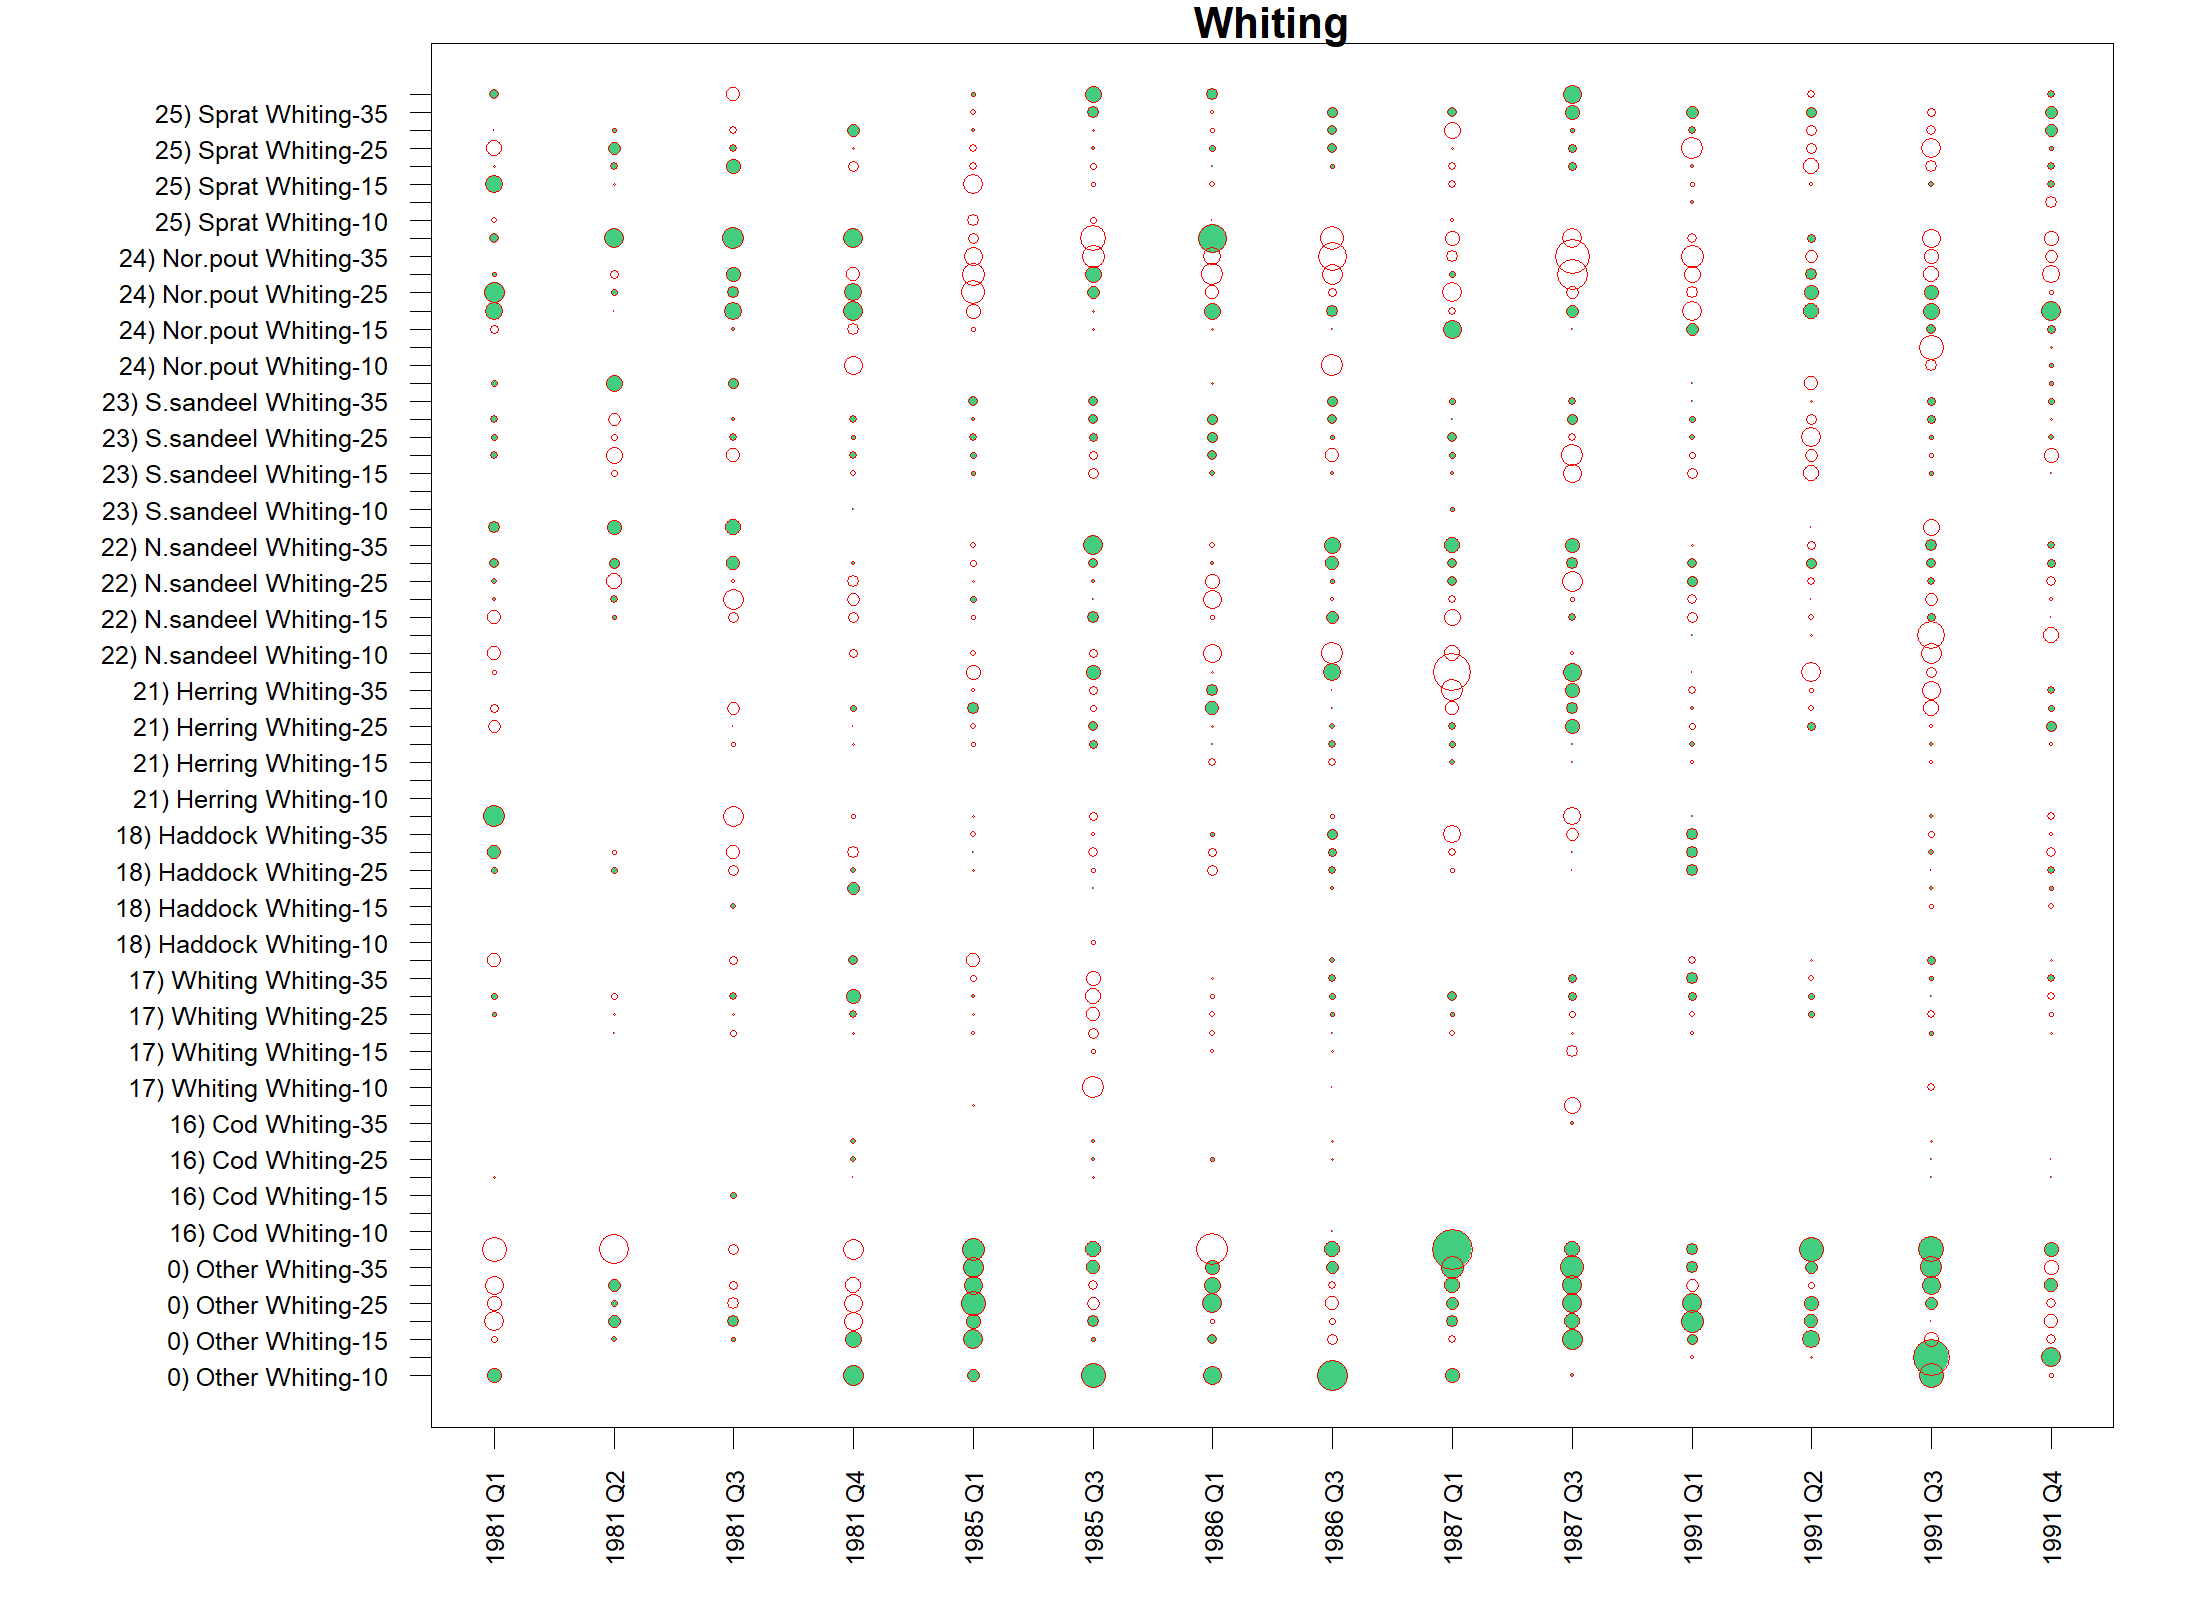 Whiting
25) Sprat Whiting-35
25) Sprat Whiting-25
25) Sprat Whiting-15
25) Sprat Whiting-10
24) Nor.pout Whiting-35
24) Nor.pout Whiting-25
24) Nor.pout Whiting-15
24) Nor.pout Whiting-10
23) S.sandeel Whiting-35
23) S.sandeel Whiting-25
23) S.sandeel Whiting-15
23) S.sandeel Whiting-10
22) N.sandeel Whiting-35
22) N.sandeel Whiting-25
22) N.sandeel Whiting-15
22) N.sandeel Whiting-10
21) Herring Whiting-35
21) Herring Whiting-25
21) Herring Whiting-15
21) Herring Whiting-10
18) Haddock Whiting-35
18) Haddock Whiting-25
18) Haddock Whiting-15
18) Haddock Whiting-10
17) Whiting Whiting-35
17) Whiting Whiting-25
17) Whiting Whiting-15
17) Whiting Whiting-10
16) Cod Whiting-35
16) Cod Whiting-25
16) Cod Whiting-15
16) Cod Whiting-10
0) Other Whiting-35
0) Other Whiting-25
0) Other Whiting-15
0) Other Whiting-10
1981 Q1
1981 Q2
1981 Q3
1981 Q4
1985 Q1
1985 Q3
1986 Q1
1986 Q3
1987 Q1
1987 Q3
1991 Q1
1991 Q2
1991 Q3
1991 Q4